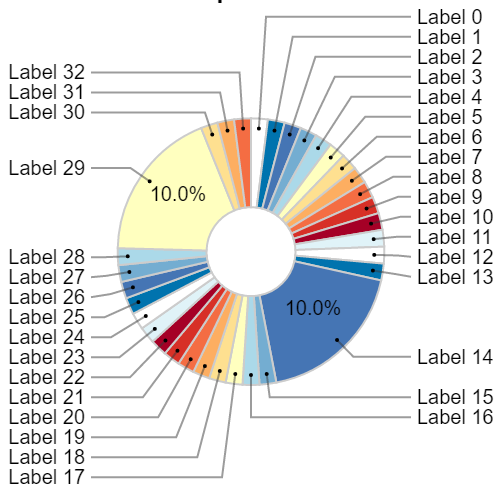 Label 0
Label 1
Label 2
Label 3
Label 4
Label 5
Label 6
Label 7
Label 8
Label 9
Label 10
Label 11
Label 12
Label 13
Label 14
Label 15
Label 16
Label 17
Label 18
Label 19
Label 20
Label 21
Label 22
Label 23
Label 24
Label 25
Label 26
Label 27
Label 28
Label 29
Label 30
Label 31
Label 32
10.0%
10.0%